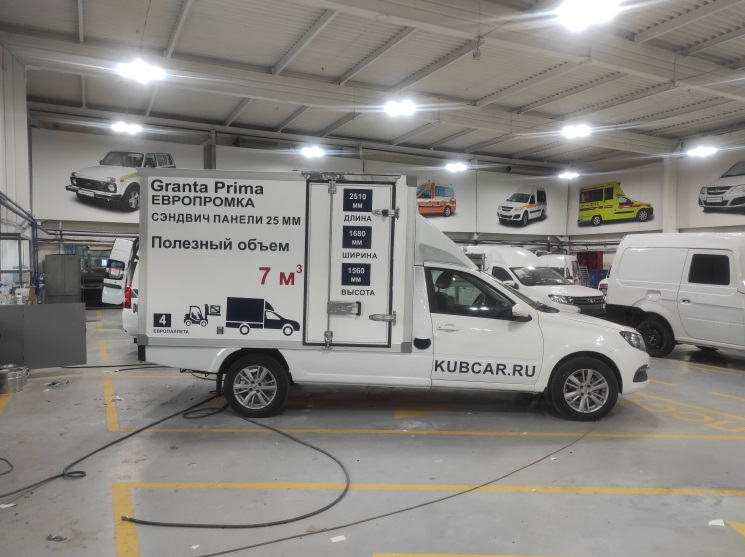 Granta Prima
ЕВРОПРОМКА
СЭНДВИЧ ПАНЕЛИ 25 ММ
Полезный объем
7 м³
2510
ММ
ДЛИНА
1680
ММ
ШИРИНА
1560
ММ
ВЫСОТА
4
ЕВРОПАЛЛЕТА
KUBCAR.RU